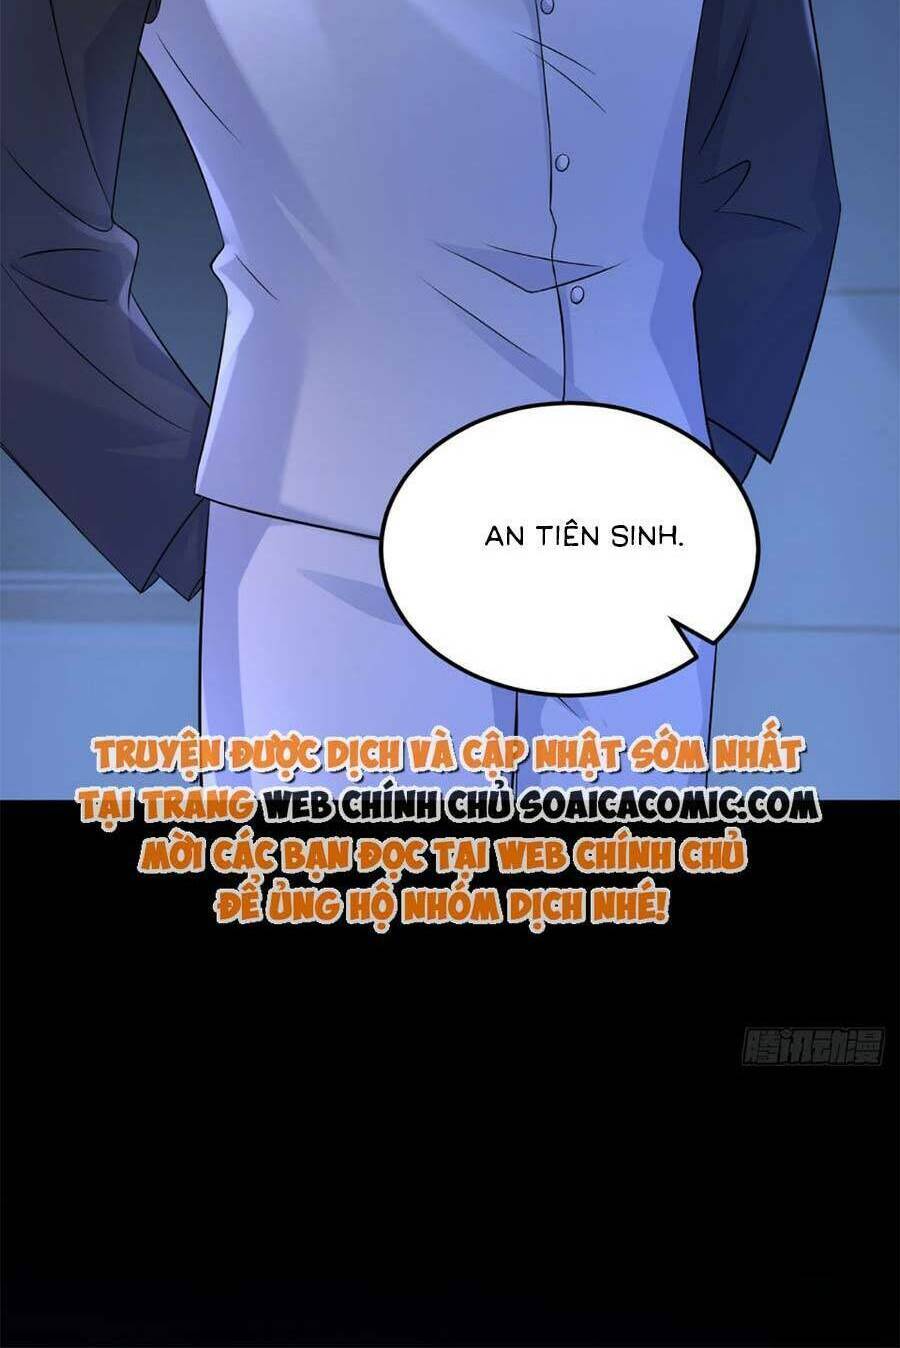 AN TIÊN SINH.
TRUYỆN ĐƯỢC DỊCH VÀ CẬP NHẬT SỚM NHẤT
TẠI TRANG WEB CHÍNH CHỦ SOAICACOMIC.COM
MỜI CÁC BẠN ĐỌC TẠI WEB CHÍNH CHỦ
ĐỂ ỦNG HỘ NHÓM DỊCH NHÉ!
腾讯动漫